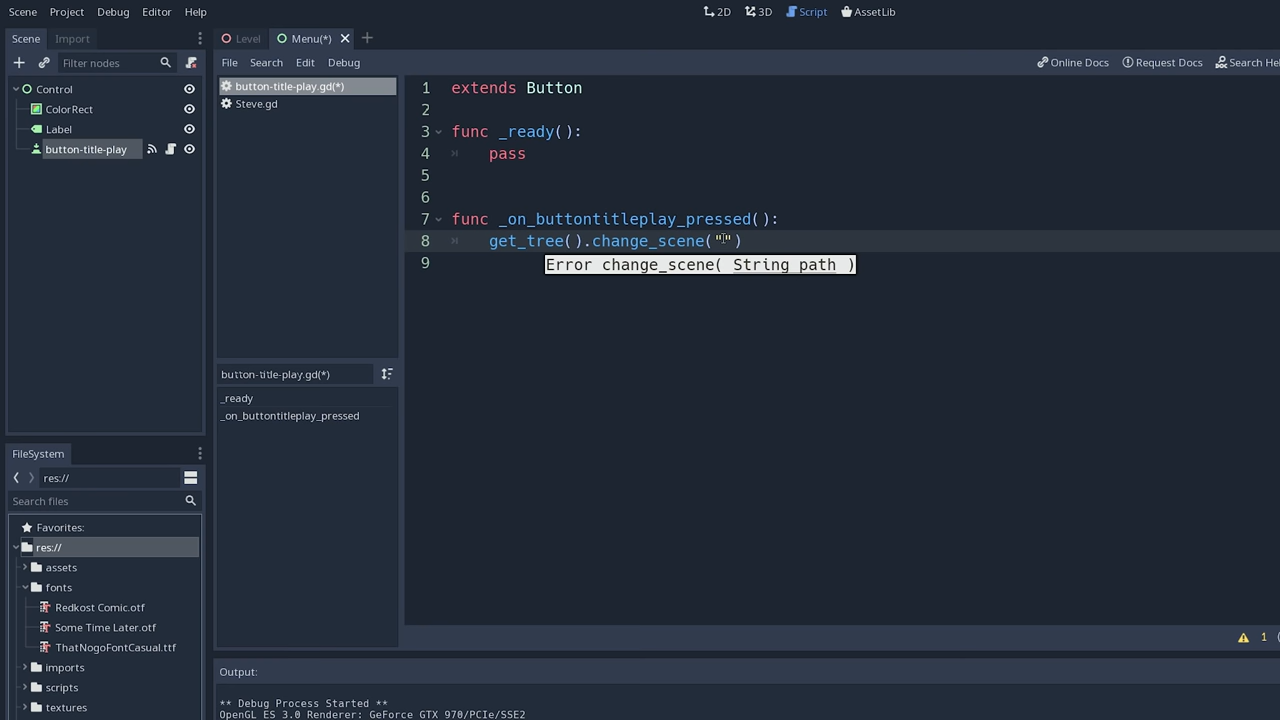 Scene Project Debug Editor Help
2D 3D Script AssetLib
Scene Import
Level Menu(*)
Filter nodes
File Search Edit Debug
Online Docs Request Docs Search Hel
Control
ColorRect
Label
button-title-play
button-title-play.gd(*)
Steve.gd
button-title-play.gd(*)
_ready
_on_buttontitleplay_pressed
1 extends Button
2
3 func _ready():
4 pass
5
6
7 func _on_buttontitleplay_pressed():
8 get_tree().change_scene("")
Error change_scene( String path )
9
1
FileSystem
res://
Search files
Favorites:
res://
assets
fonts
Redkost Comic.otf
Some Time Later.otf
ThatNogoFontCasual.ttf
imports
scripts
textures
Output:
** Debug Process Started **
OpenGL ES 3.0 Renderer: GeForce GTX 970/PCIe/SSE2